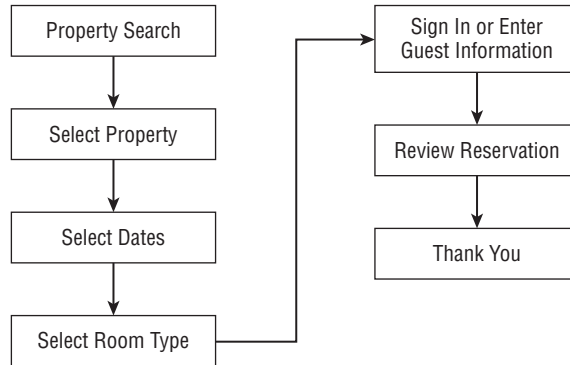 Property Search
Select Property
Select Dates
Select Room Type
Sign In or Enter
Guest Information
Review Reservation
Thank You